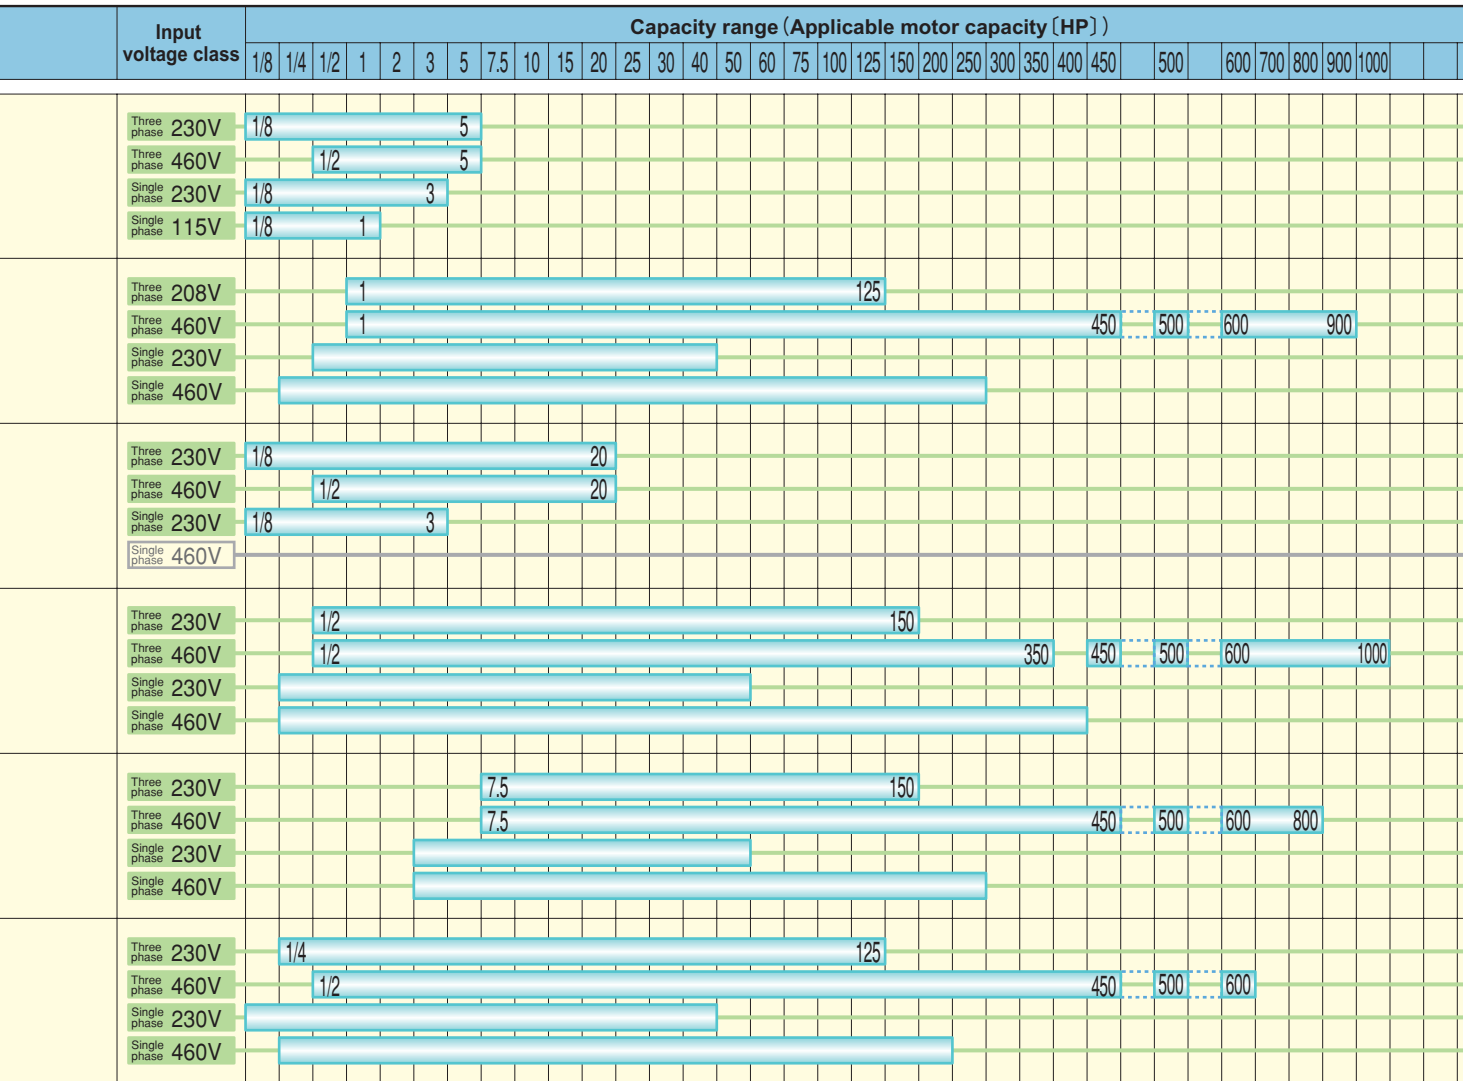 Input
voltage class
Capacity range (Applicable motor capacity [HP])
1/8 1/4 1/2 1 2 3 5 7.5 10 15 20 25 30 40 50 60 75 100 125 150 200 250 300 350 400 450 500 600 700 800 900 1000
Three phase 230V 1/8 5
Three phase 460V 1/2 5
Single phase 230V 1/8 3
Single phase 115V 1/8 1
Three phase 208V 1 125
Three phase 460V 1 450 500 600 900
Single phase 230V
Single phase 460V
Three phase 230V 1/8 20
Three phase 460V 1/2 20
Single phase 230V 1/8 3
Single phase 460V
Three phase 230V 1/2 150
Three phase 460V 1/2 350 450 500 600 1000
Single phase 230V
Single phase 460V
Three phase 230V 7.5 150
Three phase 460V 7.5 450 500 600 800
Single phase 230V
Single phase 460V
Three phase 230V 1/4 125
Three phase 460V 1/2 450 500 600
Single phase 230V
Single phase 460V